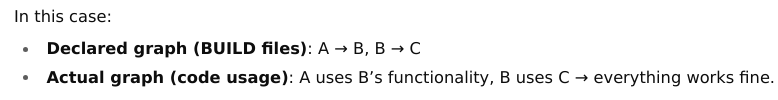 In this case:
• Declared graph (BUILD files): A → B, B → C
• Actual graph (code usage): A uses B’s functionality, B uses C → everything works fine.